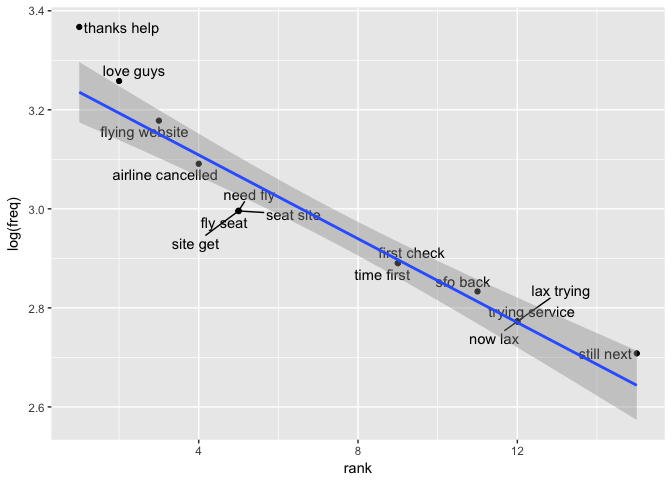 3.4
thanks help
love guys
3.2
flying website
airline cancelled
need fly
3.0
seat site
fly seat
site get
log(freq)
first check
time first
sfo back
lax trying
2.8
trying service
now lax
still next
2.6
4
8
12
rank